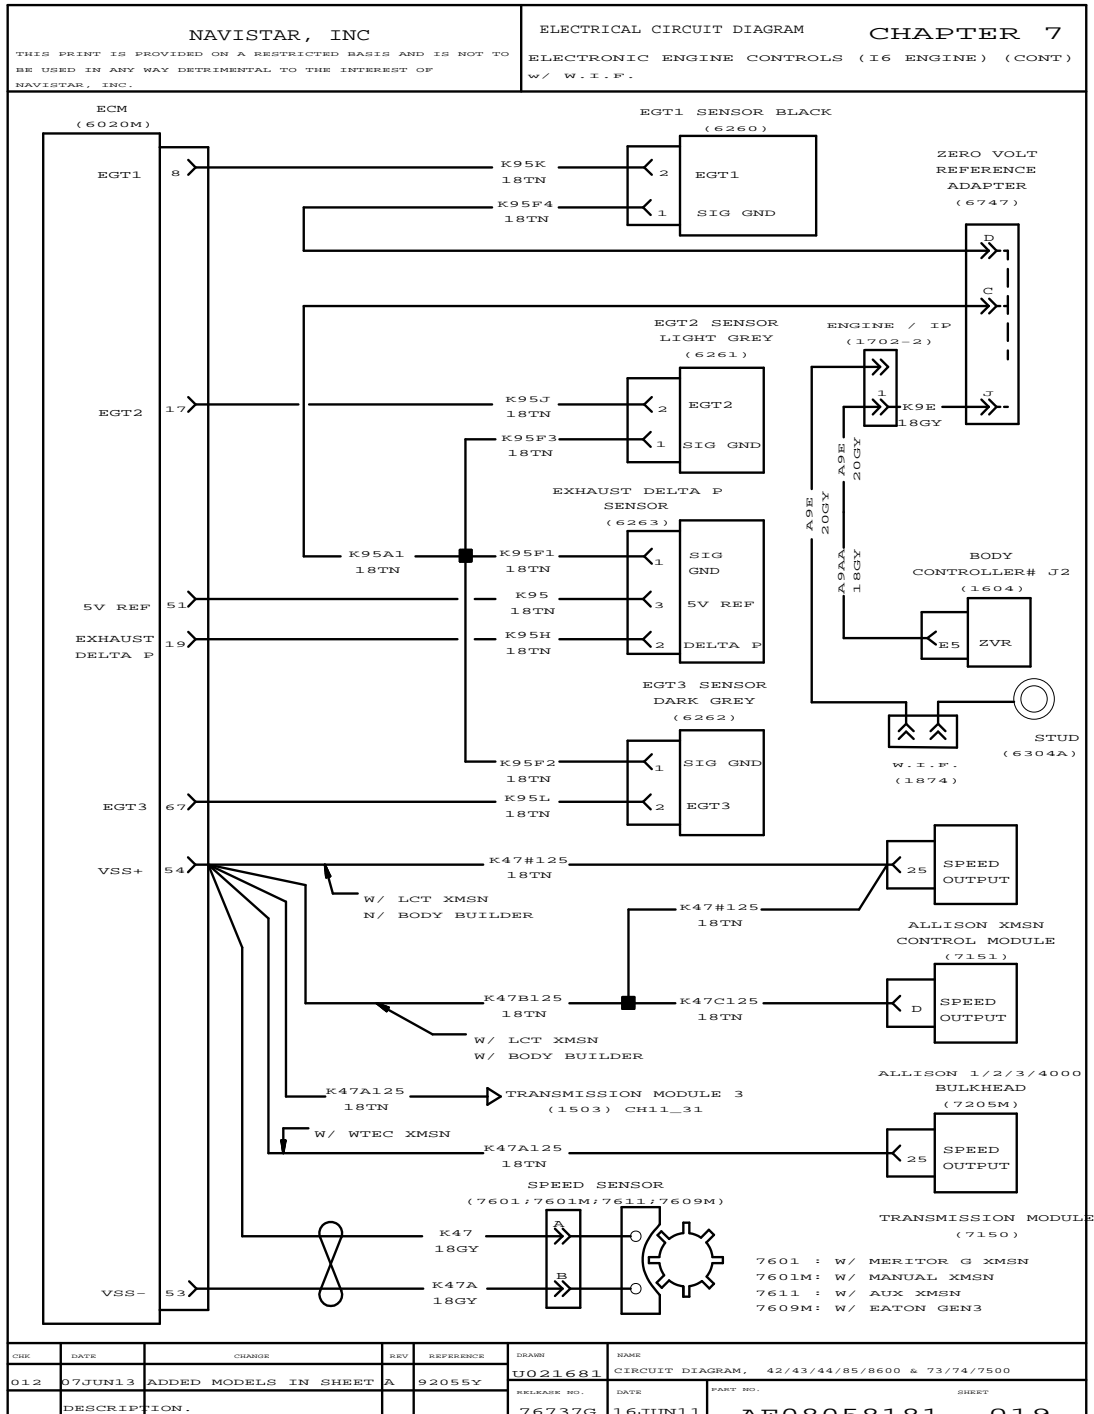 NAVISTAR, INC
THIS PRINT IS PROVIDED ON A RESTRICTED BASIS AND IS NOT TO
BE USED IN ANY WAY DETRIMENTAL TO THE INTEREST OF
NAVISTAR, INC.
ELECTRICAL CIRCUIT DIAGRAM
CHAPTER 7
ELECTRONIC ENGINE CONTROLS (I6 ENGINE) (CONT)
w/ W.I.F.
ECM
(6020M)
EGT1 8
K95K
18TN
K95F4
18TN
EGT1 SENSOR BLACK
(6260)
2 EGT1
1 SIG GND
ZERO VOLT
REFERENCE
ADAPTER
(6747)
D
C
J
EGT2 SENSOR
LIGHT GREY
(6261)
ENGINE / IP
(1702-2)
1
K9E
18GY
EGT2 17
K95J
18TN
2 EGT2
K95F3
18TN
1 SIG GND
A9E
20GY
A9E
20GY
A9AA
18GY
EXHAUST DELTA P
SENSOR
(6263)
K95A1
18TN
K95F1
18TN
1 SIG
GND
5V REF 51
K95
18TN
3 5V REF
EXHAUST
DELTA P 19
K95H
18TN
2 DELTA P
BODY
CONTROLLER# J2
(1604)
E5 ZVR
EGT3 SENSOR
DARK GREY
(6262)
STUD
(6304A)
W.I.F.
(1874)
K95F2
18TN
1 SIG GND
EGT3 67
K95L
18TN
2 EGT3
VSS+ 54
K47#125
18TN
25 SPEED
OUTPUT
W/ LCT XMSN
N/ BODY BUILDER
K47#125
18TN
ALLISON XMSN
CONTROL MODULE
(7151)
K47B125
18TN
K47C125
18TN
D SPEED
OUTPUT
W/ LCT XMSN
W/ BODY BUILDER
ALLISON 1/2/3/4000
BULKHEAD
(7205M)
K47A125
18TN
TRANSMISSION MODULE 3
(1503) CH11_31
W/ WTEC XMSN
K47A125
18TN
25 SPEED
OUTPUT
TRANSMISSION MODULE
(7150)
SPEED SENSOR
(7601;7601M;7611;7609M)
K47
18GY
A
VSS- 53
K47A
18GY
B
7601 : W/ MERITOR G XMSN
7601M: W/ MANUAL XMSN
7611 : W/ AUX XMSN
7609M: W/ EATON GEN3
CHK DATE CHANGE REV REFERENCE
012 07JUN13 ADDED MODELS IN SHEET A 92055Y
DESCRIPTION.
DRAWN
U021681
NAME
CIRCUIT DIAGRAM, 42/43/44/85/8600 & 73/74/7500
RELEASE NO. DATE PART NO. SHEET
76737G 16JUN11 AE08058181 019